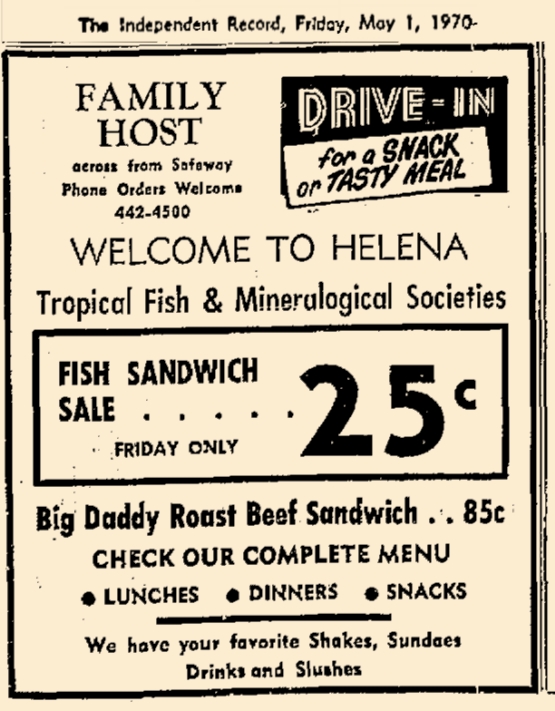 The Independent Record, Friday, May 1, 1970-
FAMILY
HOST
across from Safeway
Phone Orders Welcome
442-4500
DRIVE-IN
for a SNACK
or TASTY MEAL
WELCOME TO HELENA
Tropical Fish & Mineralogical Societies
FISH SANDWICH
SALE . . . . . 25c
FRIDAY ONLY
Big Daddy Roast Beef Sandwich . . 85c
CHECK OUR COMPLETE MENU
● LUNCHES ● DINNERS ● SNACKS
We have your favorite Shakes, Sundaes
Drinks and Slushes